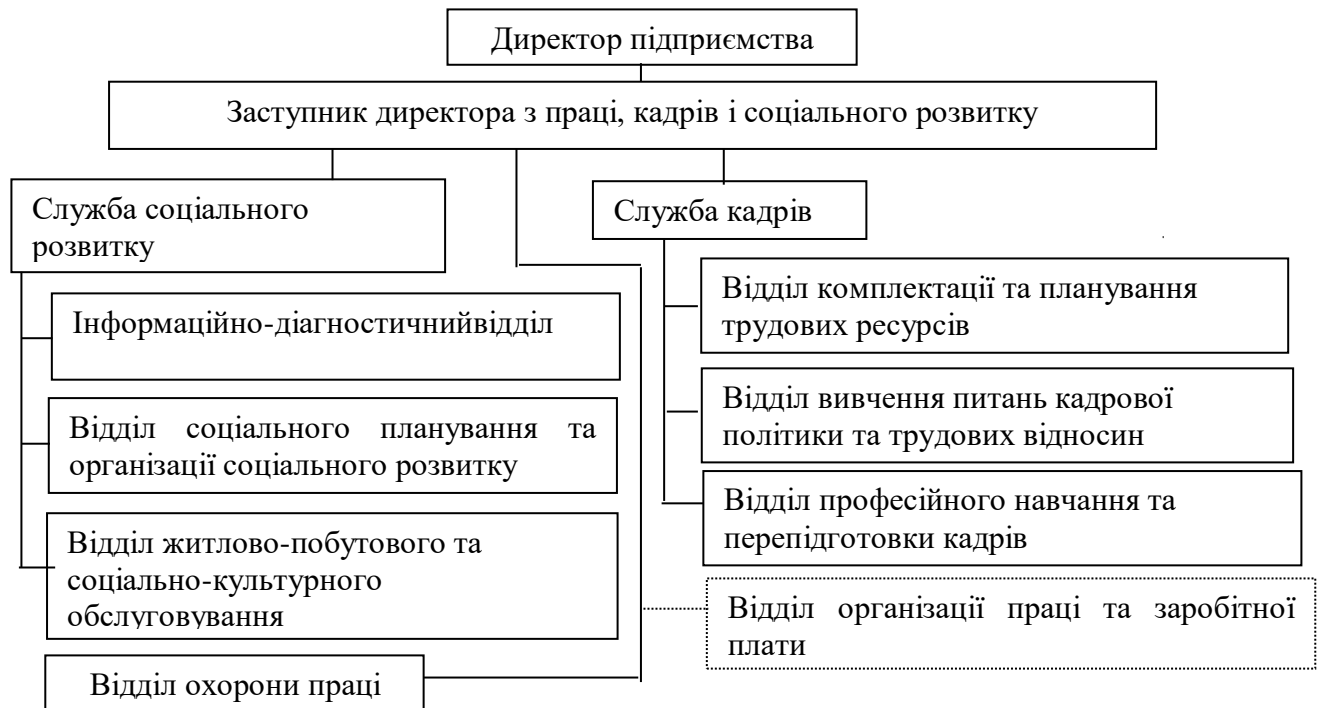 Директор підприємства
Заступник директора з праці, кадрів і соціального розвитку
Служба соціального
розвитку
Служба кадрів
Інформаційно-діагностичнийвідділ
Відділ соціального планування та
організації соціального розвитку
Відділ житлово-побутового та
соціально-культурного
обслуговування
Відділ охорони праці
Відділ комплектації та планування
трудових ресурсів
Відділ вивчення питань кадрової
політики та трудових відносин
Відділ професійного навчання та
перепідготовки кадрів
Відділ організації праці та заробітної
плати